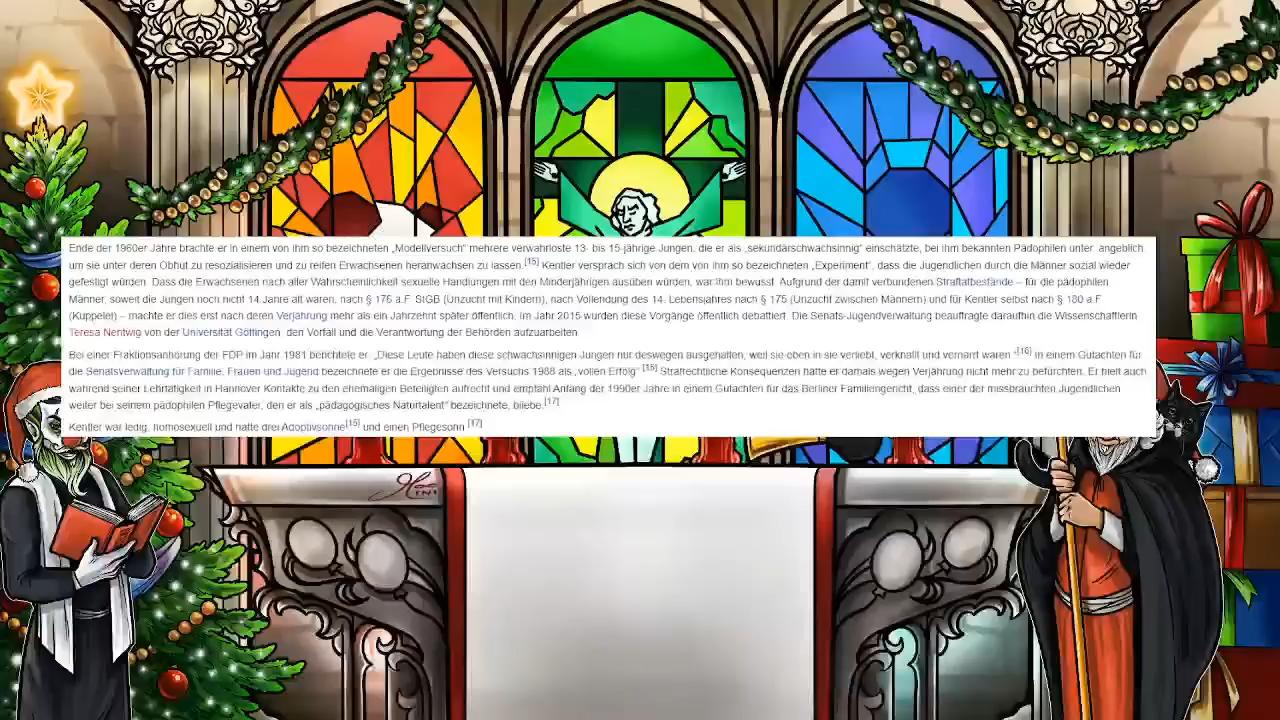 Ende der 1960er Jahre brachte er in einem von ihm so bezeichneten „Modellversuch“ mehrere verwahrloste 13- bis 15-jährige Jungen, die er als „sekundärschwachsinnig“ einschätzte, bei ihm bekannten Pädophilen unter, angeblich
um sie unter deren Obhut zu resozialisieren und zu reifen Erwachsenen heranwachsen zu lassen.[15] Kentler versprach sich von dem von ihm so bezeichneten „Experiment“, dass die Jugendlichen durch die Männer sozial wieder
gefestigt würden. Dass die Erwachsenen nach aller Wahrscheinlichkeit sexuelle Handlungen mit den Minderjährigen ausüben würden, war ihm bewusst. Aufgrund der damit verbundenen Straftatbestände – für die pädophilen
Männer, soweit die Jungen noch nicht 14 Jahre alt waren, nach § 176 a.F. StGB (Unzucht mit Kindern), nach Vollendung des 14. Lebensjahres nach § 175 (Unzucht zwischen Männern) und für Kentler selbst nach § 180 a.F.
(Kuppelei) – machte er dies erst nach deren Verjährung mehr als ein Jahrzehnt später öffentlich. Im Jahr 2015 wurden diese Vorgänge öffentlich debattiert. Die Senats-Jugendverwaltung beauftragte daraufhin die Wissenschaftlerin
Teresa Nentwig von der Universität Göttingen, den Vorfall und die Verantwortung der Behörden aufzuarbeiten.
Bei einer Fraktionsanhörung der FDP im Jahr 1981 berichtete er: „Diese Leute haben diese schwachsinnigen Jungen nur deswegen ausgehalten, weil sie eben in sie verliebt, verknallt und vernarrt waren.“[16] In einem Gutachten für
die Senatsverwaltung für Familie, Frauen und Jugend bezeichnete er die Ergebnisse des Versuchs 1988 als „vollen Erfolg“.[15] Strafrechtliche Konsequenzen hatte er damals wegen Verjährung nicht mehr zu befürchten. Er hielt auch
während seiner Lehrtätigkeit in Hannover Kontakte zu den ehemaligen Beteiligten aufrecht und empfahl Anfang der 1990er Jahre in einem Gutachten für das Berliner Familiengericht, dass einer der missbrauchten Jugendlichen
weiter bei seinem pädophilen Pflegevater, den er als „pädagogisches Naturtalent“ bezeichnete, bliebe.[17]
Kentler war ledig, homosexuell und hatte drei Adoptivsöhne[15] und einen Pflegesohn.[17]